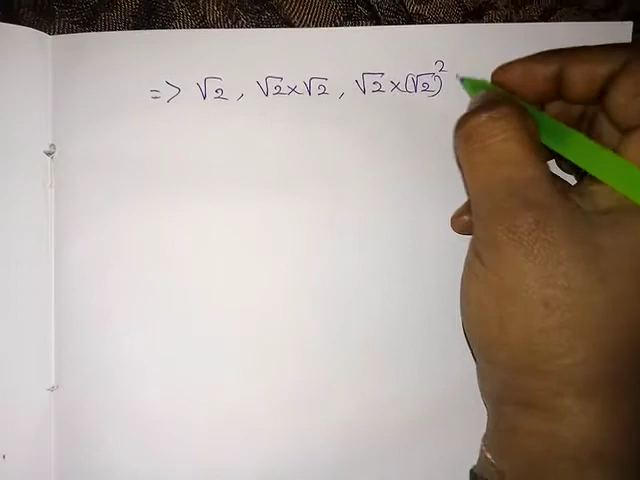 => √2 , √2×√2 , √2×(√2)²